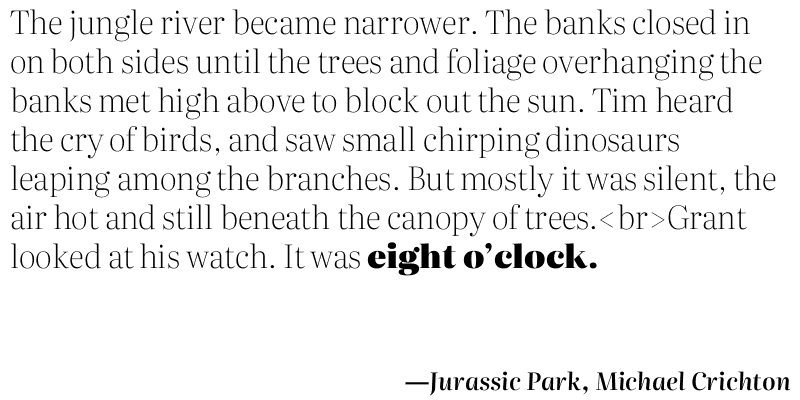 The jungle river became narrower. The banks closed in
on both sides until the trees and foliage overhanging the
banks met high above to block out the sun. Tim heard
the cry of birds, and saw small chirping dinosaurs
leaping among the branches. But mostly it was silent, the
air hot and still beneath the canopy of trees.<br>Grant
looked at his watch. It was eight o’clock.
—Jurassic Park, Michael Crichton